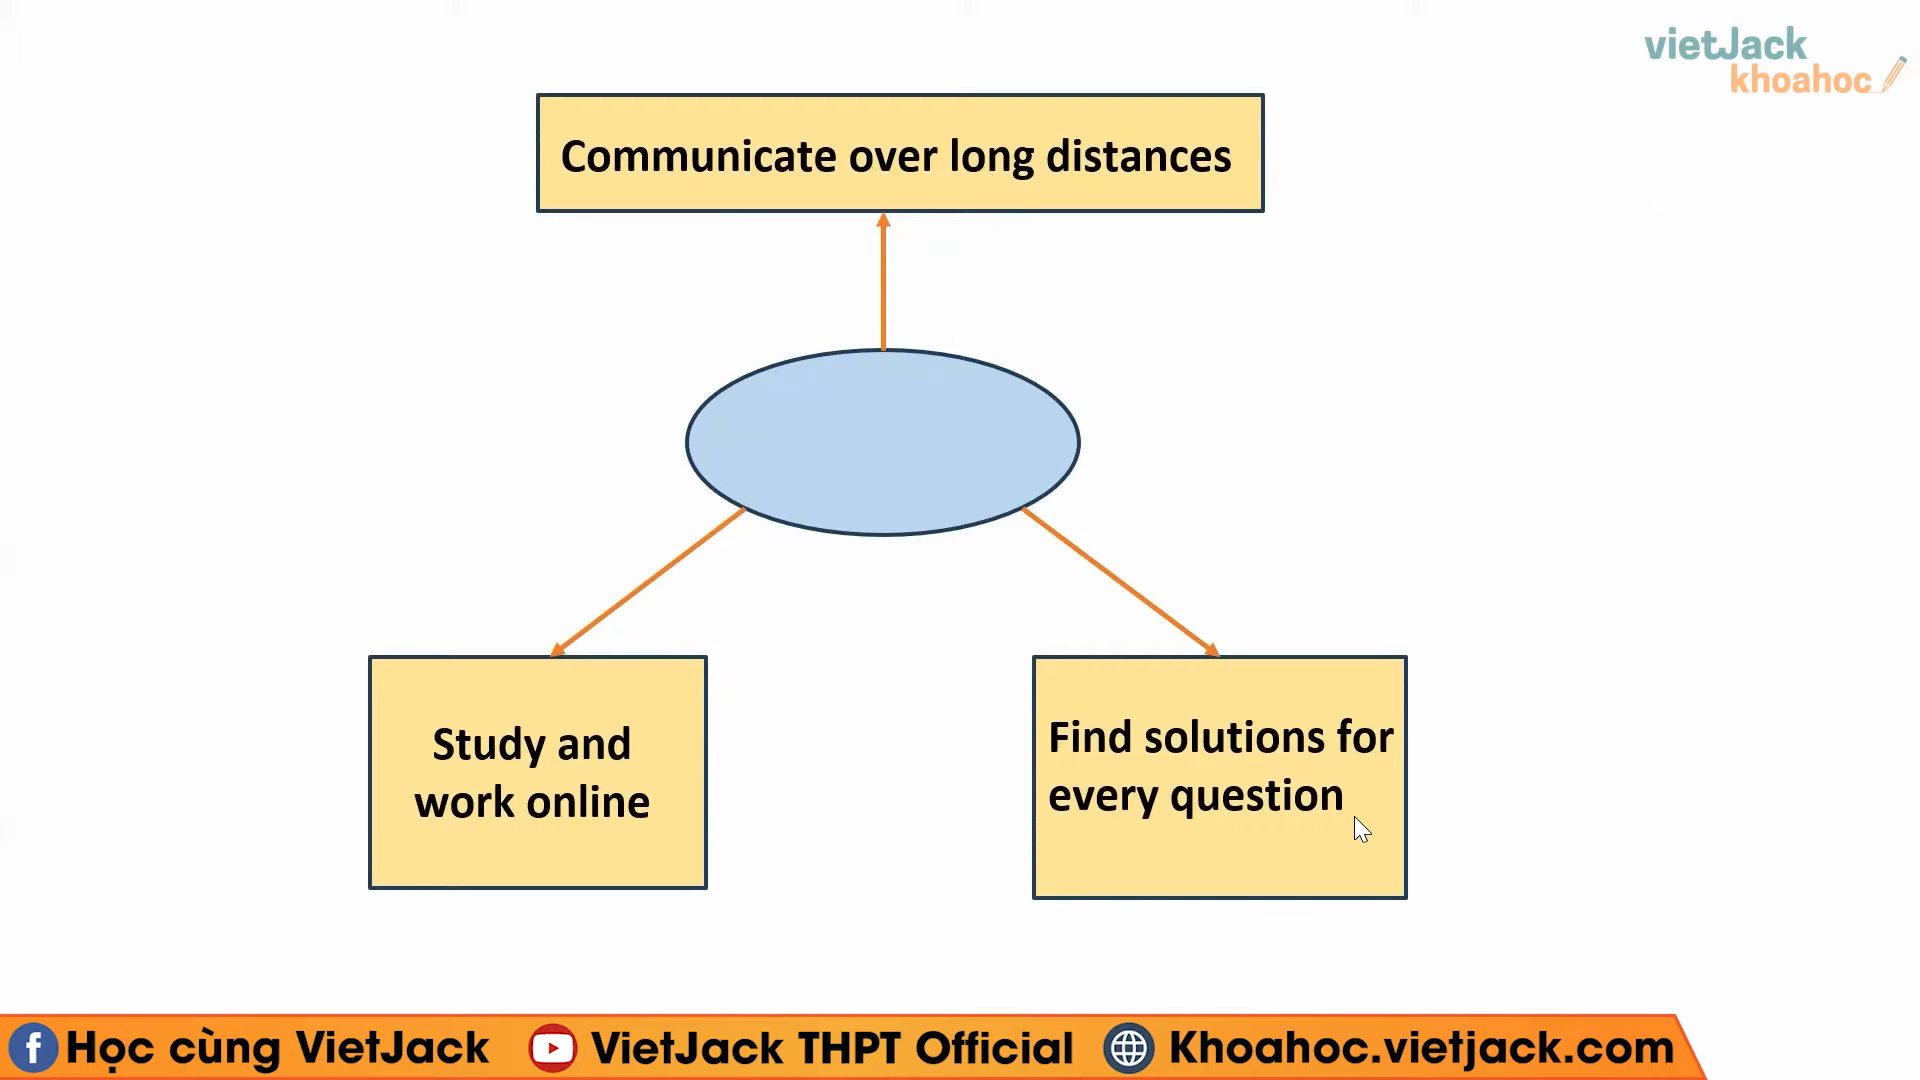 vietJack
khoahoc
Communicate over long distances
Study and
work online
Find solutions for
every question
Học cùng VietJack
VietJack THPT Official
Khoahoc.vietjack.com